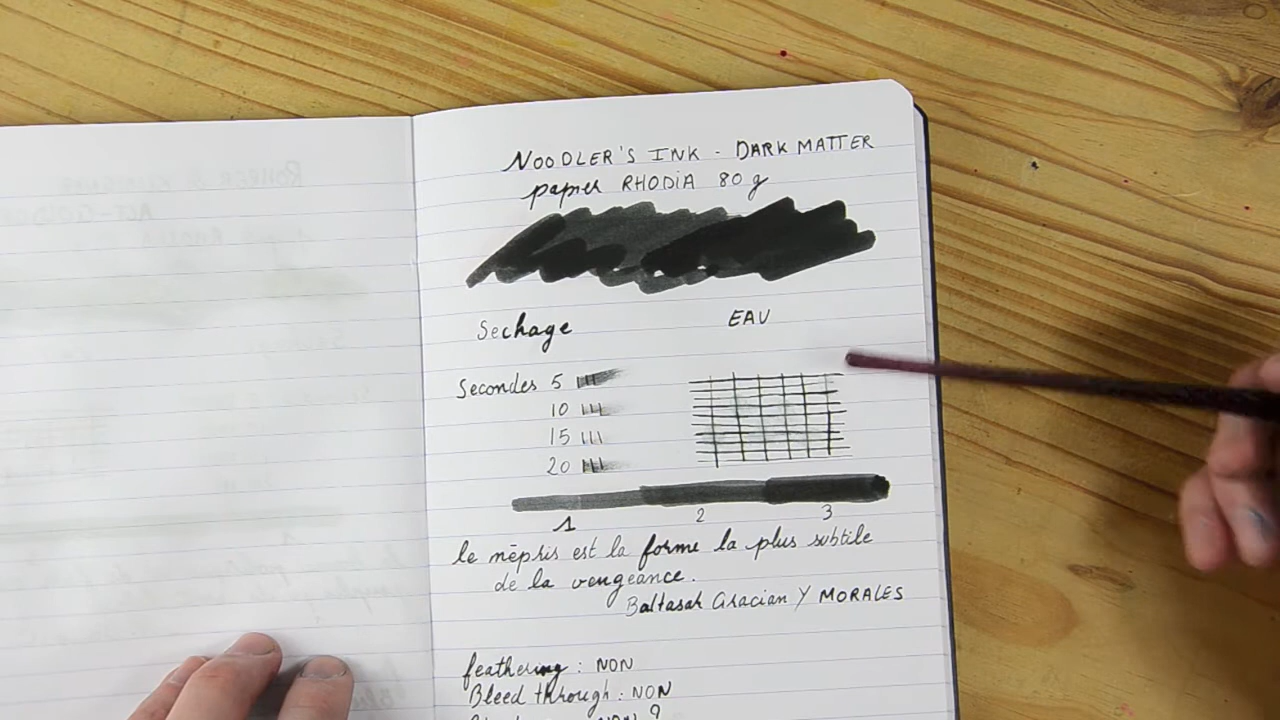 NOODLER'S INK - DARK MATTER
papier RHODIA 80 g
Sechage
EAU
Secondes 5
10
15
20
1 2 3
le mépris est la forme la plus subtile
de la vengeance.
Baltasar Gracian Y MORALES
feathering : NON
Bleed through : NON